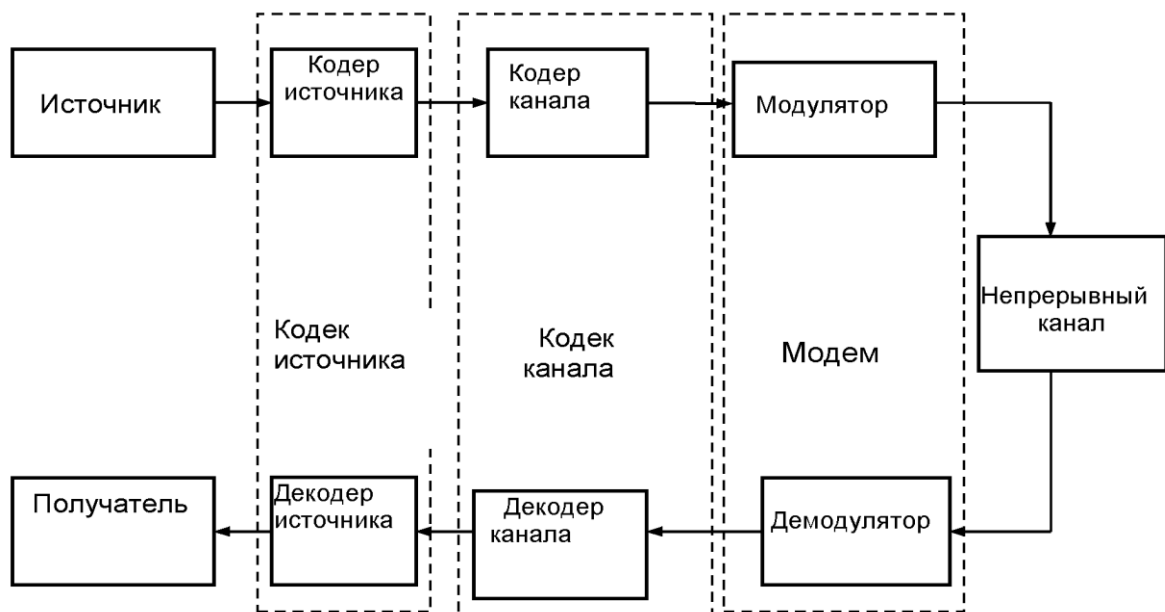 Источник
Кодер
источника
Кодер
канала
Модулятор
Непрерывный
канал
Кодек
источника
Кодек
канала
Модем
Получатель
Декодер
источника
Декодер
канала
Демодулятор